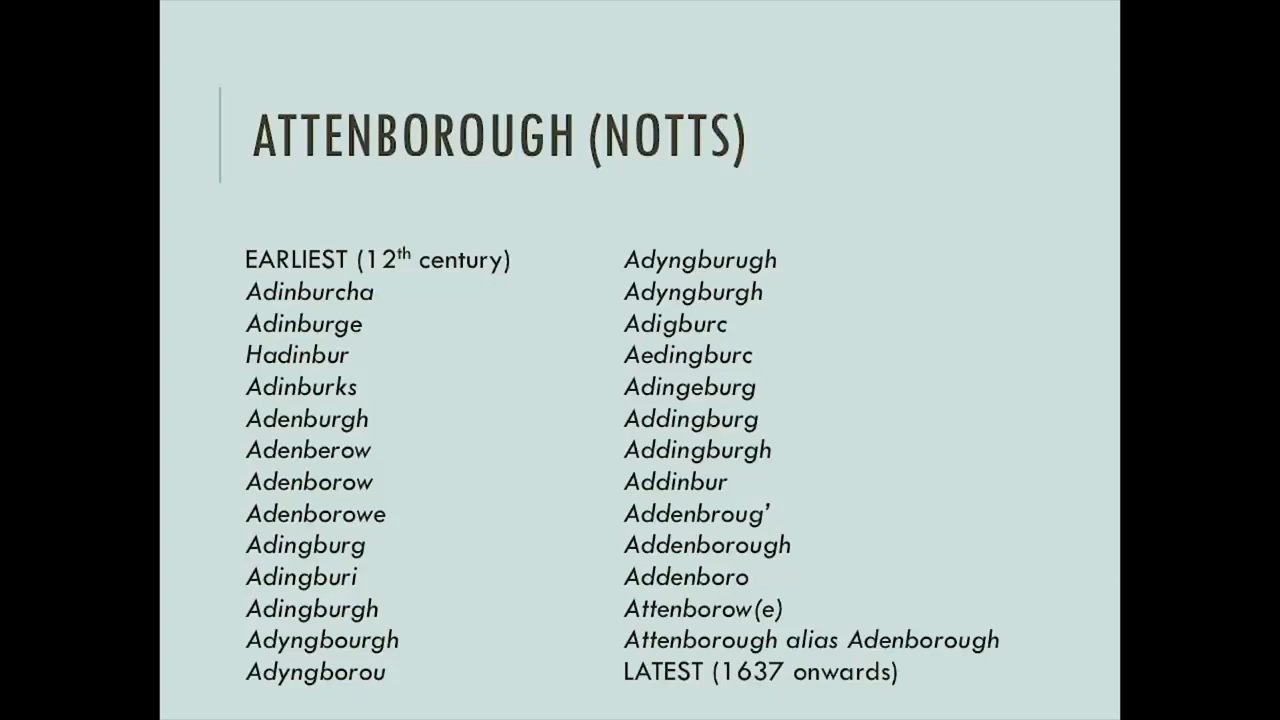 ATTENBOROUGH (NOTTS)
EARLIEST (12th century)
Adinburcha
Adinburge
Hadinbur
Adinburks
Adenburgh
Adenberow
Adenborow
Adenborowe
Adingburg
Adingburi
Adingburgh
Adyngbourgh
Adyngborou
Adyngburugh
Adyngburgh
Adigburc
Aedingburc
Adingeburg
Addingburg
Addingburgh
Addinbur
Addenbroug’
Addenborough
Addenboro
Attenborow(e)
Attenborough alias Adenborough
LATEST (1637 onwards)